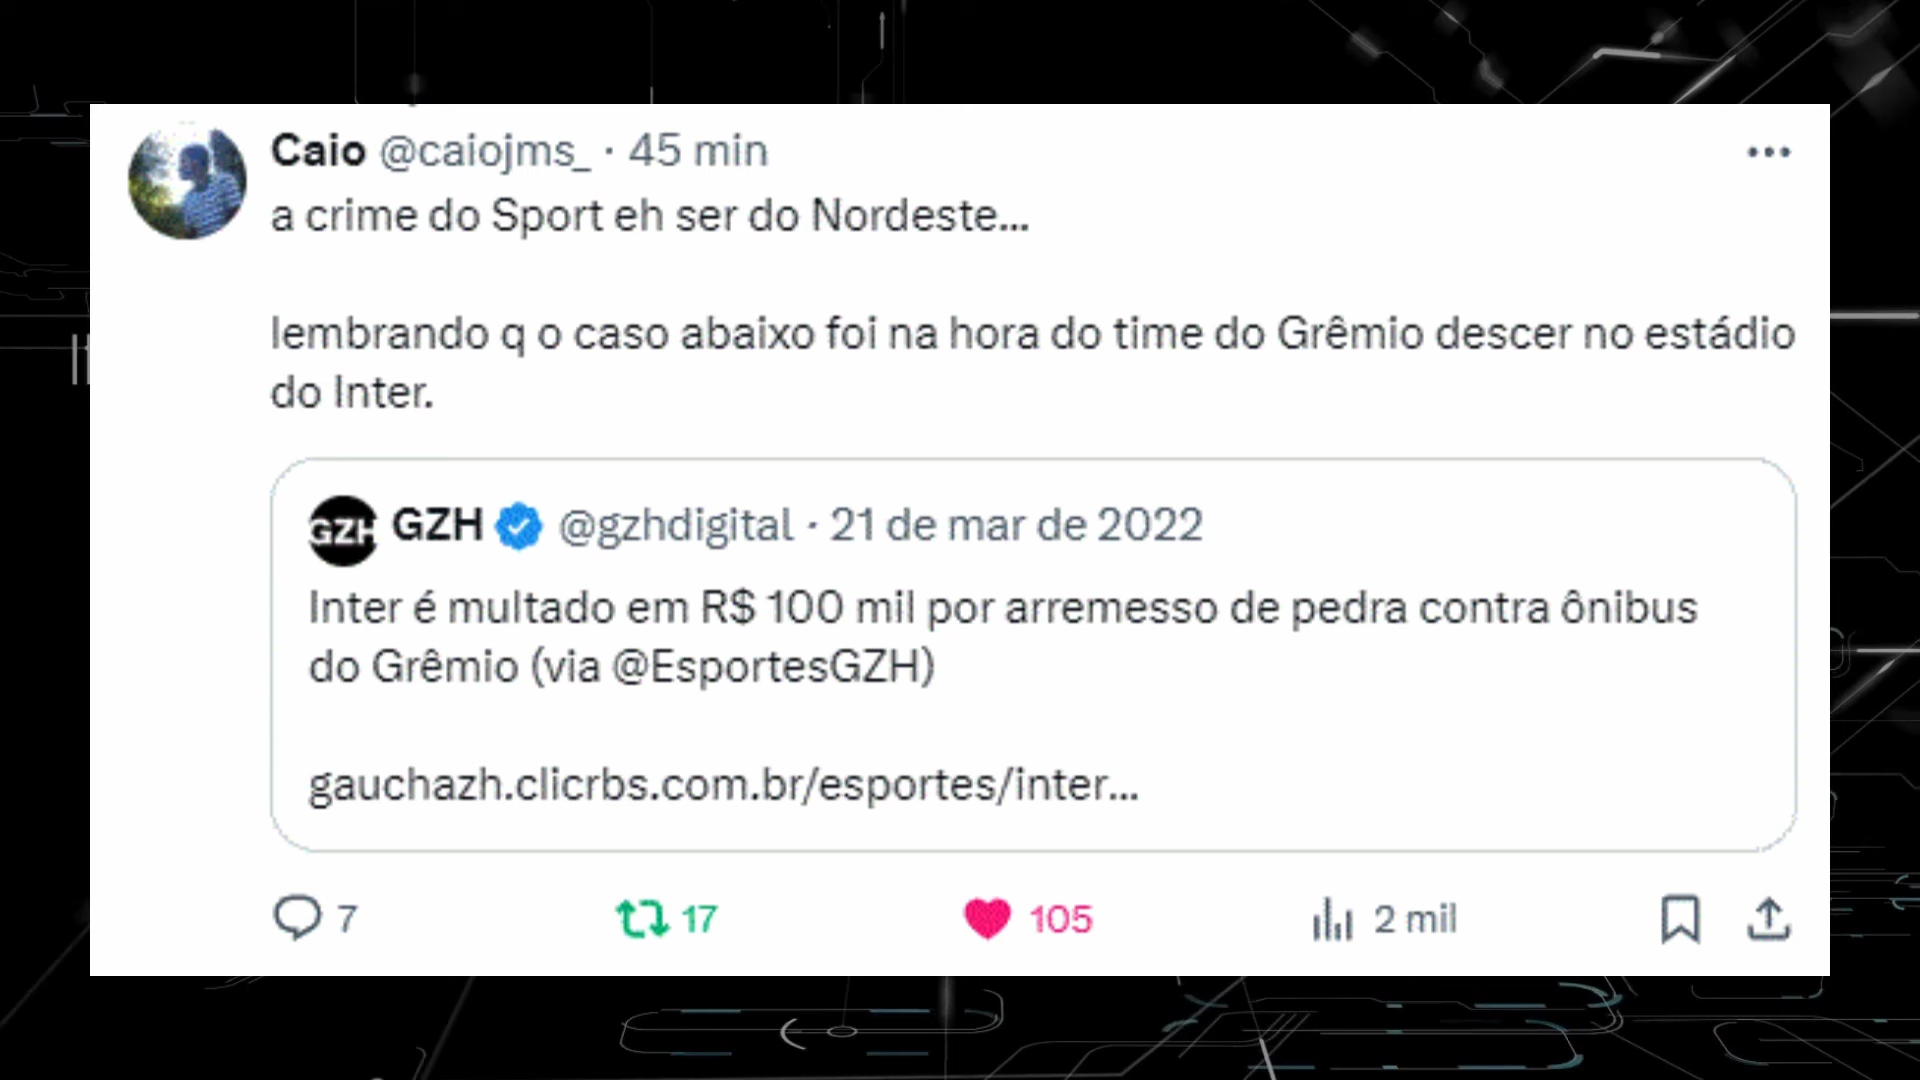 Caio @caiojms_ · 45 min
a crime do Sport eh ser do Nordeste...
lembrando q o caso abaixo foi na hora do time do Grêmio descer no estádio
do Inter.
GZH GZH @gzhdigital · 21 de mar de 2022
Inter é multado em R$ 100 mil por arremesso de pedra contra ônibus
do Grêmio (via @EsportesGZH)
gauchazh.clicrbs.com.br/esportes/inter...
7 17 105 2 mil